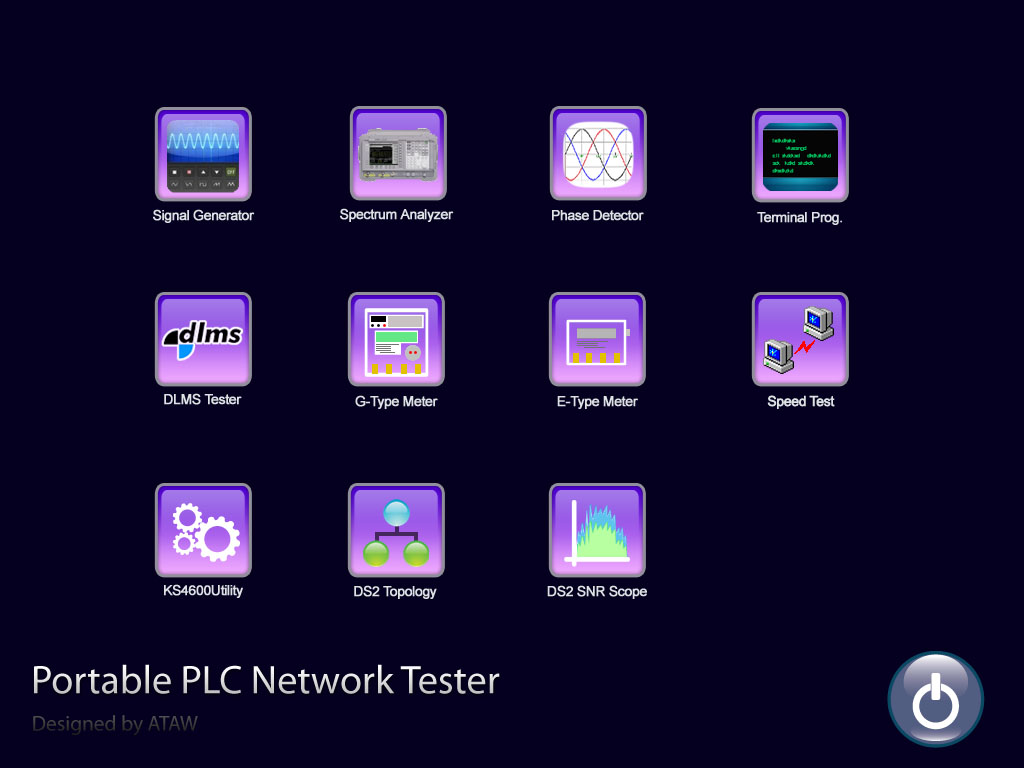 Signal Generator
Spectrum Analyzer
Phase Detector
Terminal Prog.
dlms
DLMS Tester
G-Type Meter
E-Type Meter
Speed Test
KS4600Utility
DS2 Topology
DS2 SNR Scope
Portable PLC Network Tester
Designed by ATAW